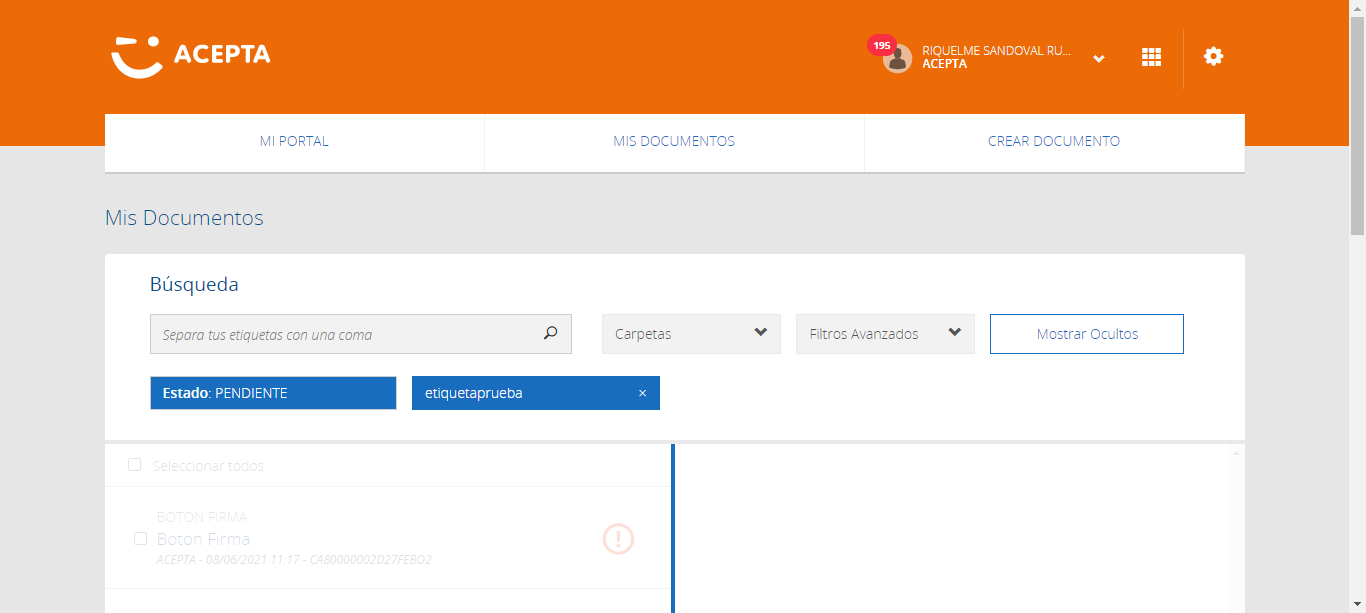 ACEPTA
195
RIQUELME SANDOVAL RU...
ACEPTA
MI PORTAL
MIS DOCUMENTOS
CREAR DOCUMENTO
Mis Documentos
Búsqueda
Separa tus etiquetas con una coma
Carpetas
Filtros Avanzados
Mostrar Ocultos
Estado: PENDIENTE
etiquetaprueba ×
Seleccionar todos
BOTON FIRMA
Boton Firma
ACEPTA - 08/06/2021 11:17 - CA80000002D27FEBO2